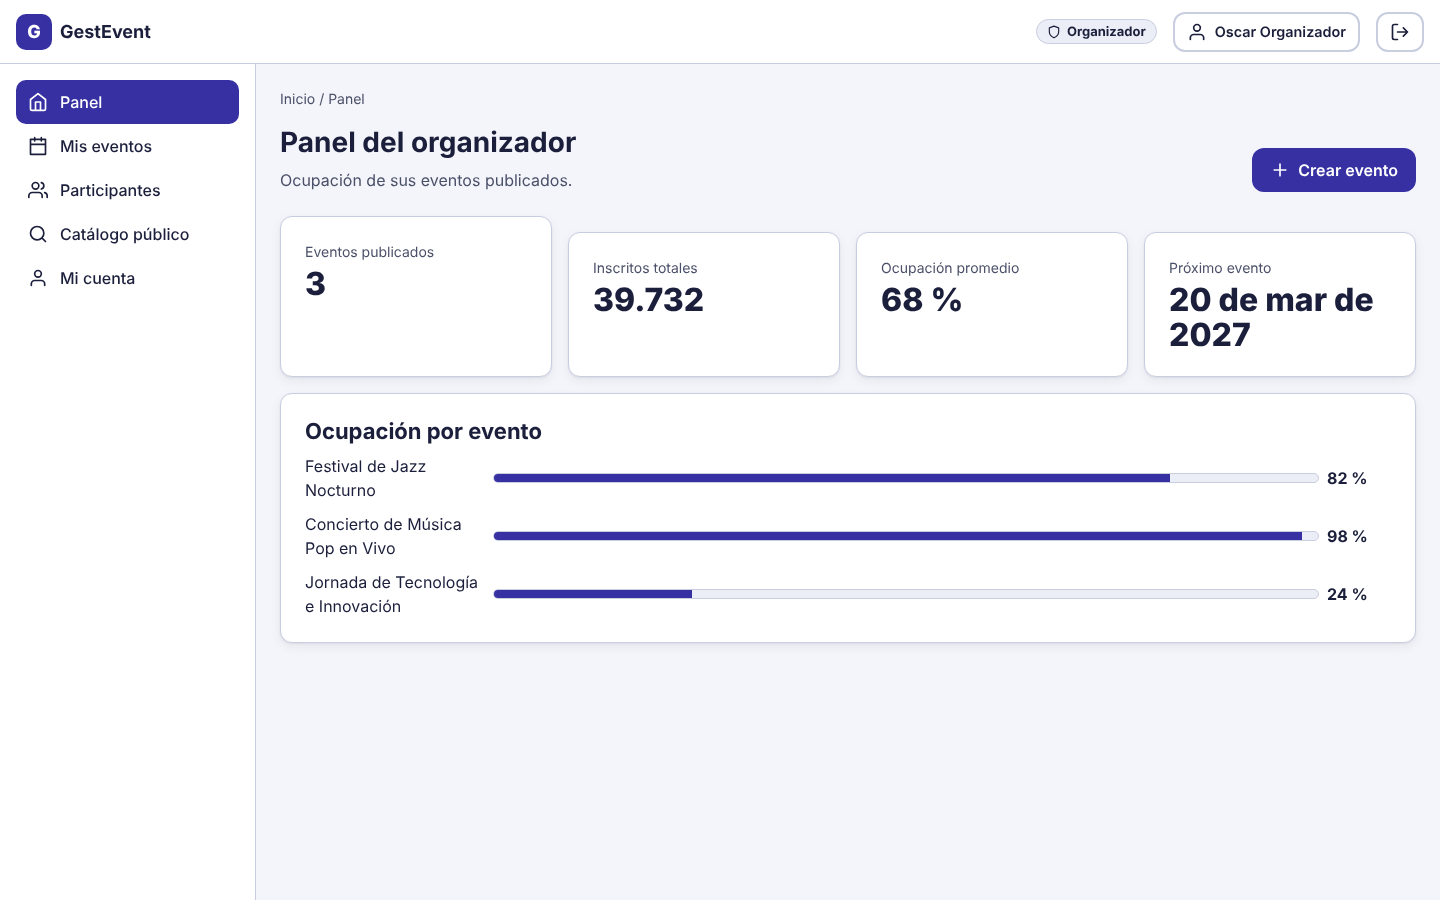 G GestEvent
Organizador
Oscar Organizador
Panel
Mis eventos
Participantes
Catálogo público
Mi cuenta
Inicio / Panel
Panel del organizador
Ocupación de sus eventos publicados.
Crear evento
Eventos publicados
3
Inscritos totales
39.732
Ocupación promedio
68 %
Próximo evento
20 de mar de
2027
Ocupación por evento
Festival de Jazz
Nocturno
82 %
Concierto de Música
Pop en Vivo
98 %
Jornada de Tecnología
e Innovación
24 %